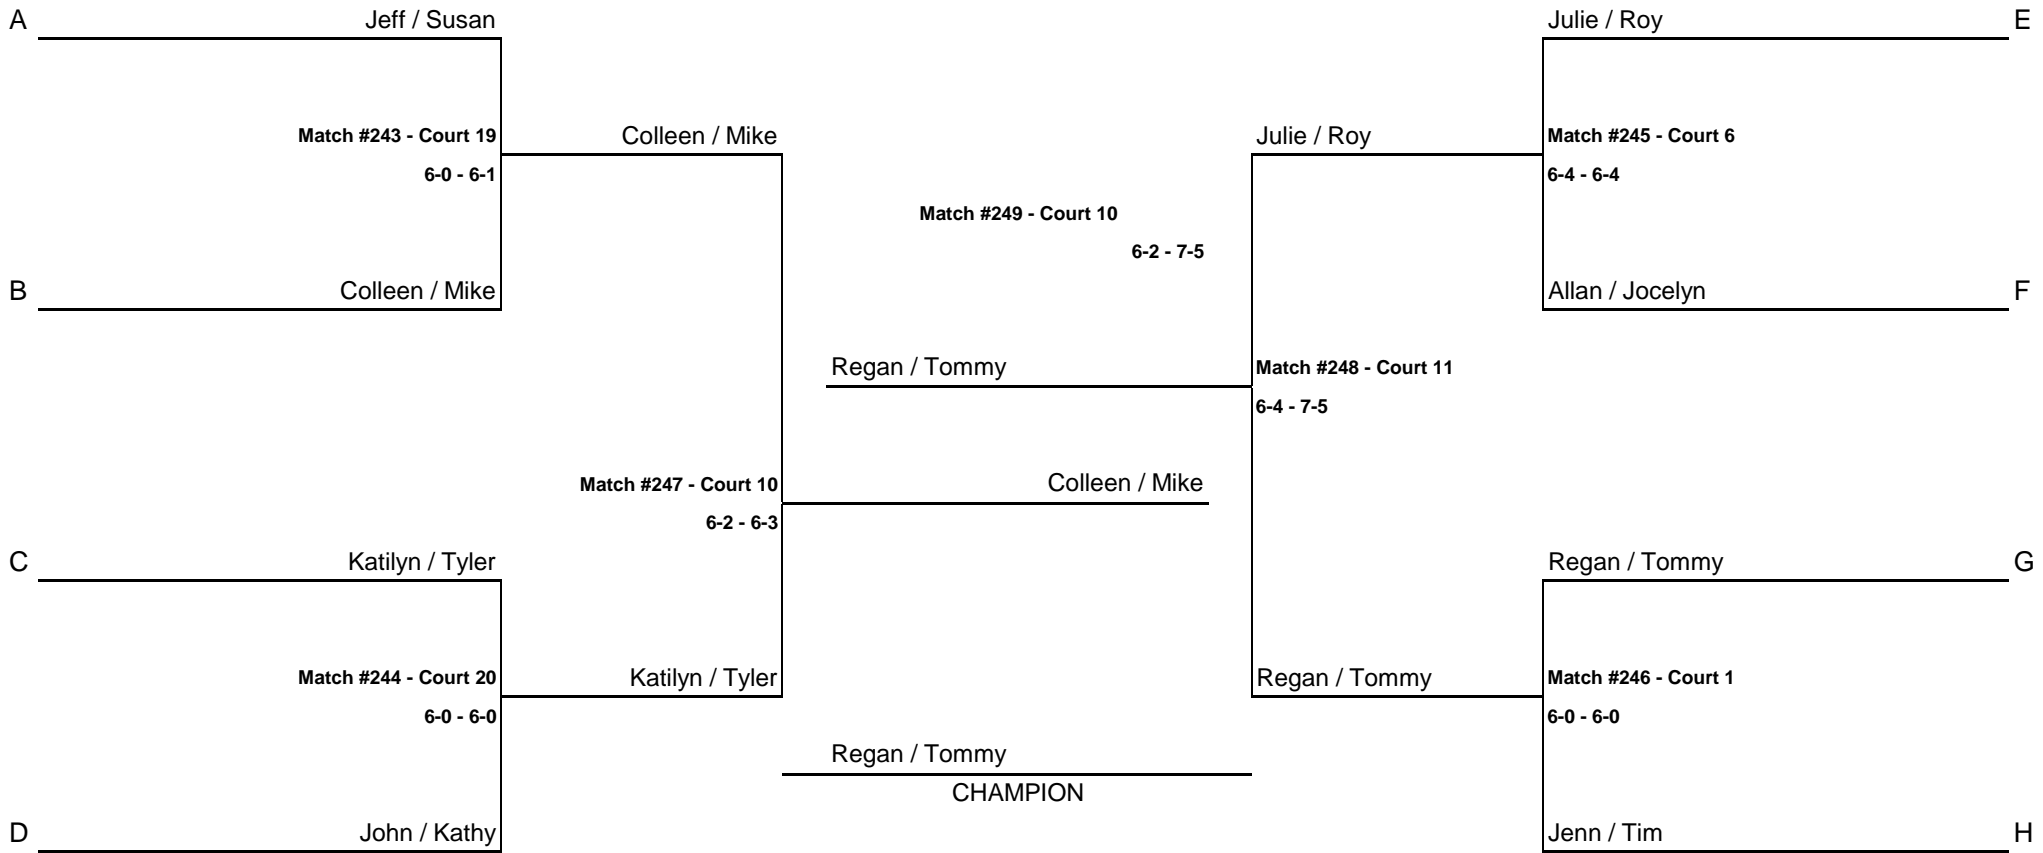 A
Jeff / Susan
Julie / Roy
E
Match #243 - Court 19
Colleen / Mike
Julie / Roy
Match #245 - Court 6
6-0 - 6-1
6-4 - 6-4
Match #249 - Court 10
6-2 - 7-5
B
Colleen / Mike
Allan / Jocelyn
F
Regan / Tommy
Match #248 - Court 11
6-4 - 7-5
Match #247 - Court 10
Colleen / Mike
6-2 - 6-3
C
Katilyn / Tyler
Regan / Tommy
G
Match #244 - Court 20
Katilyn / Tyler
Regan / Tommy
Match #246 - Court 1
6-0 - 6-0
6-0 - 6-0
Regan / Tommy
CHAMPION
D
John / Kathy
Jenn / Tim
H